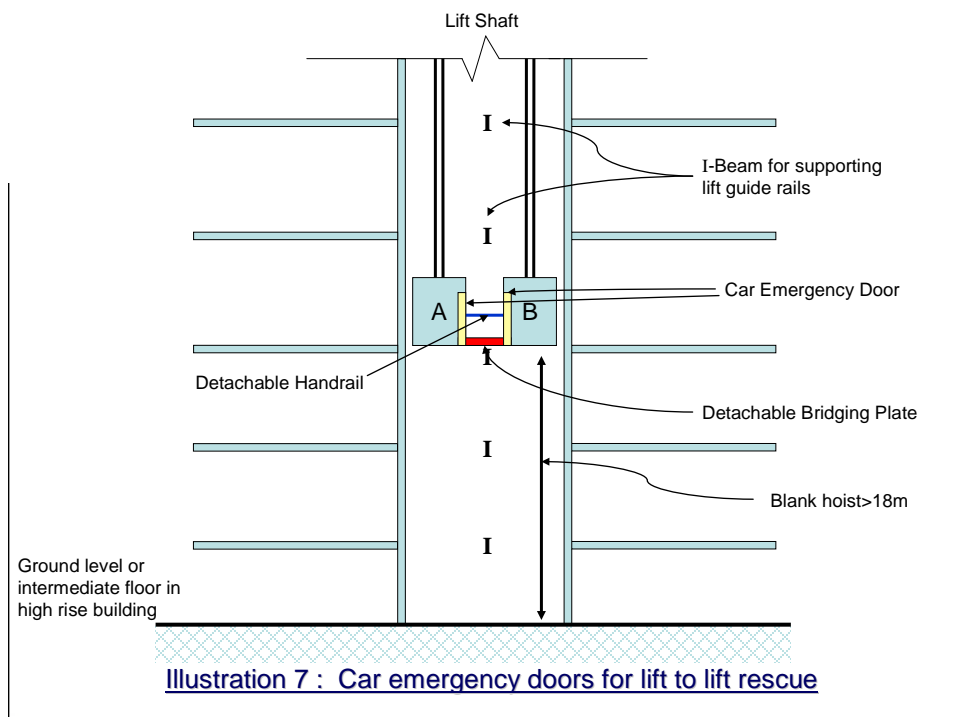 Lift Shaft
I
I-Beam for supporting
lift guide rails
I
Car Emergency Door
A
B
I
Detachable Handrail
Detachable Bridging Plate
I
Blank hoist>18m
I
Ground level or
intermediate floor in
high rise building
Illustration 7 : Car emergency doors for lift to lift rescue